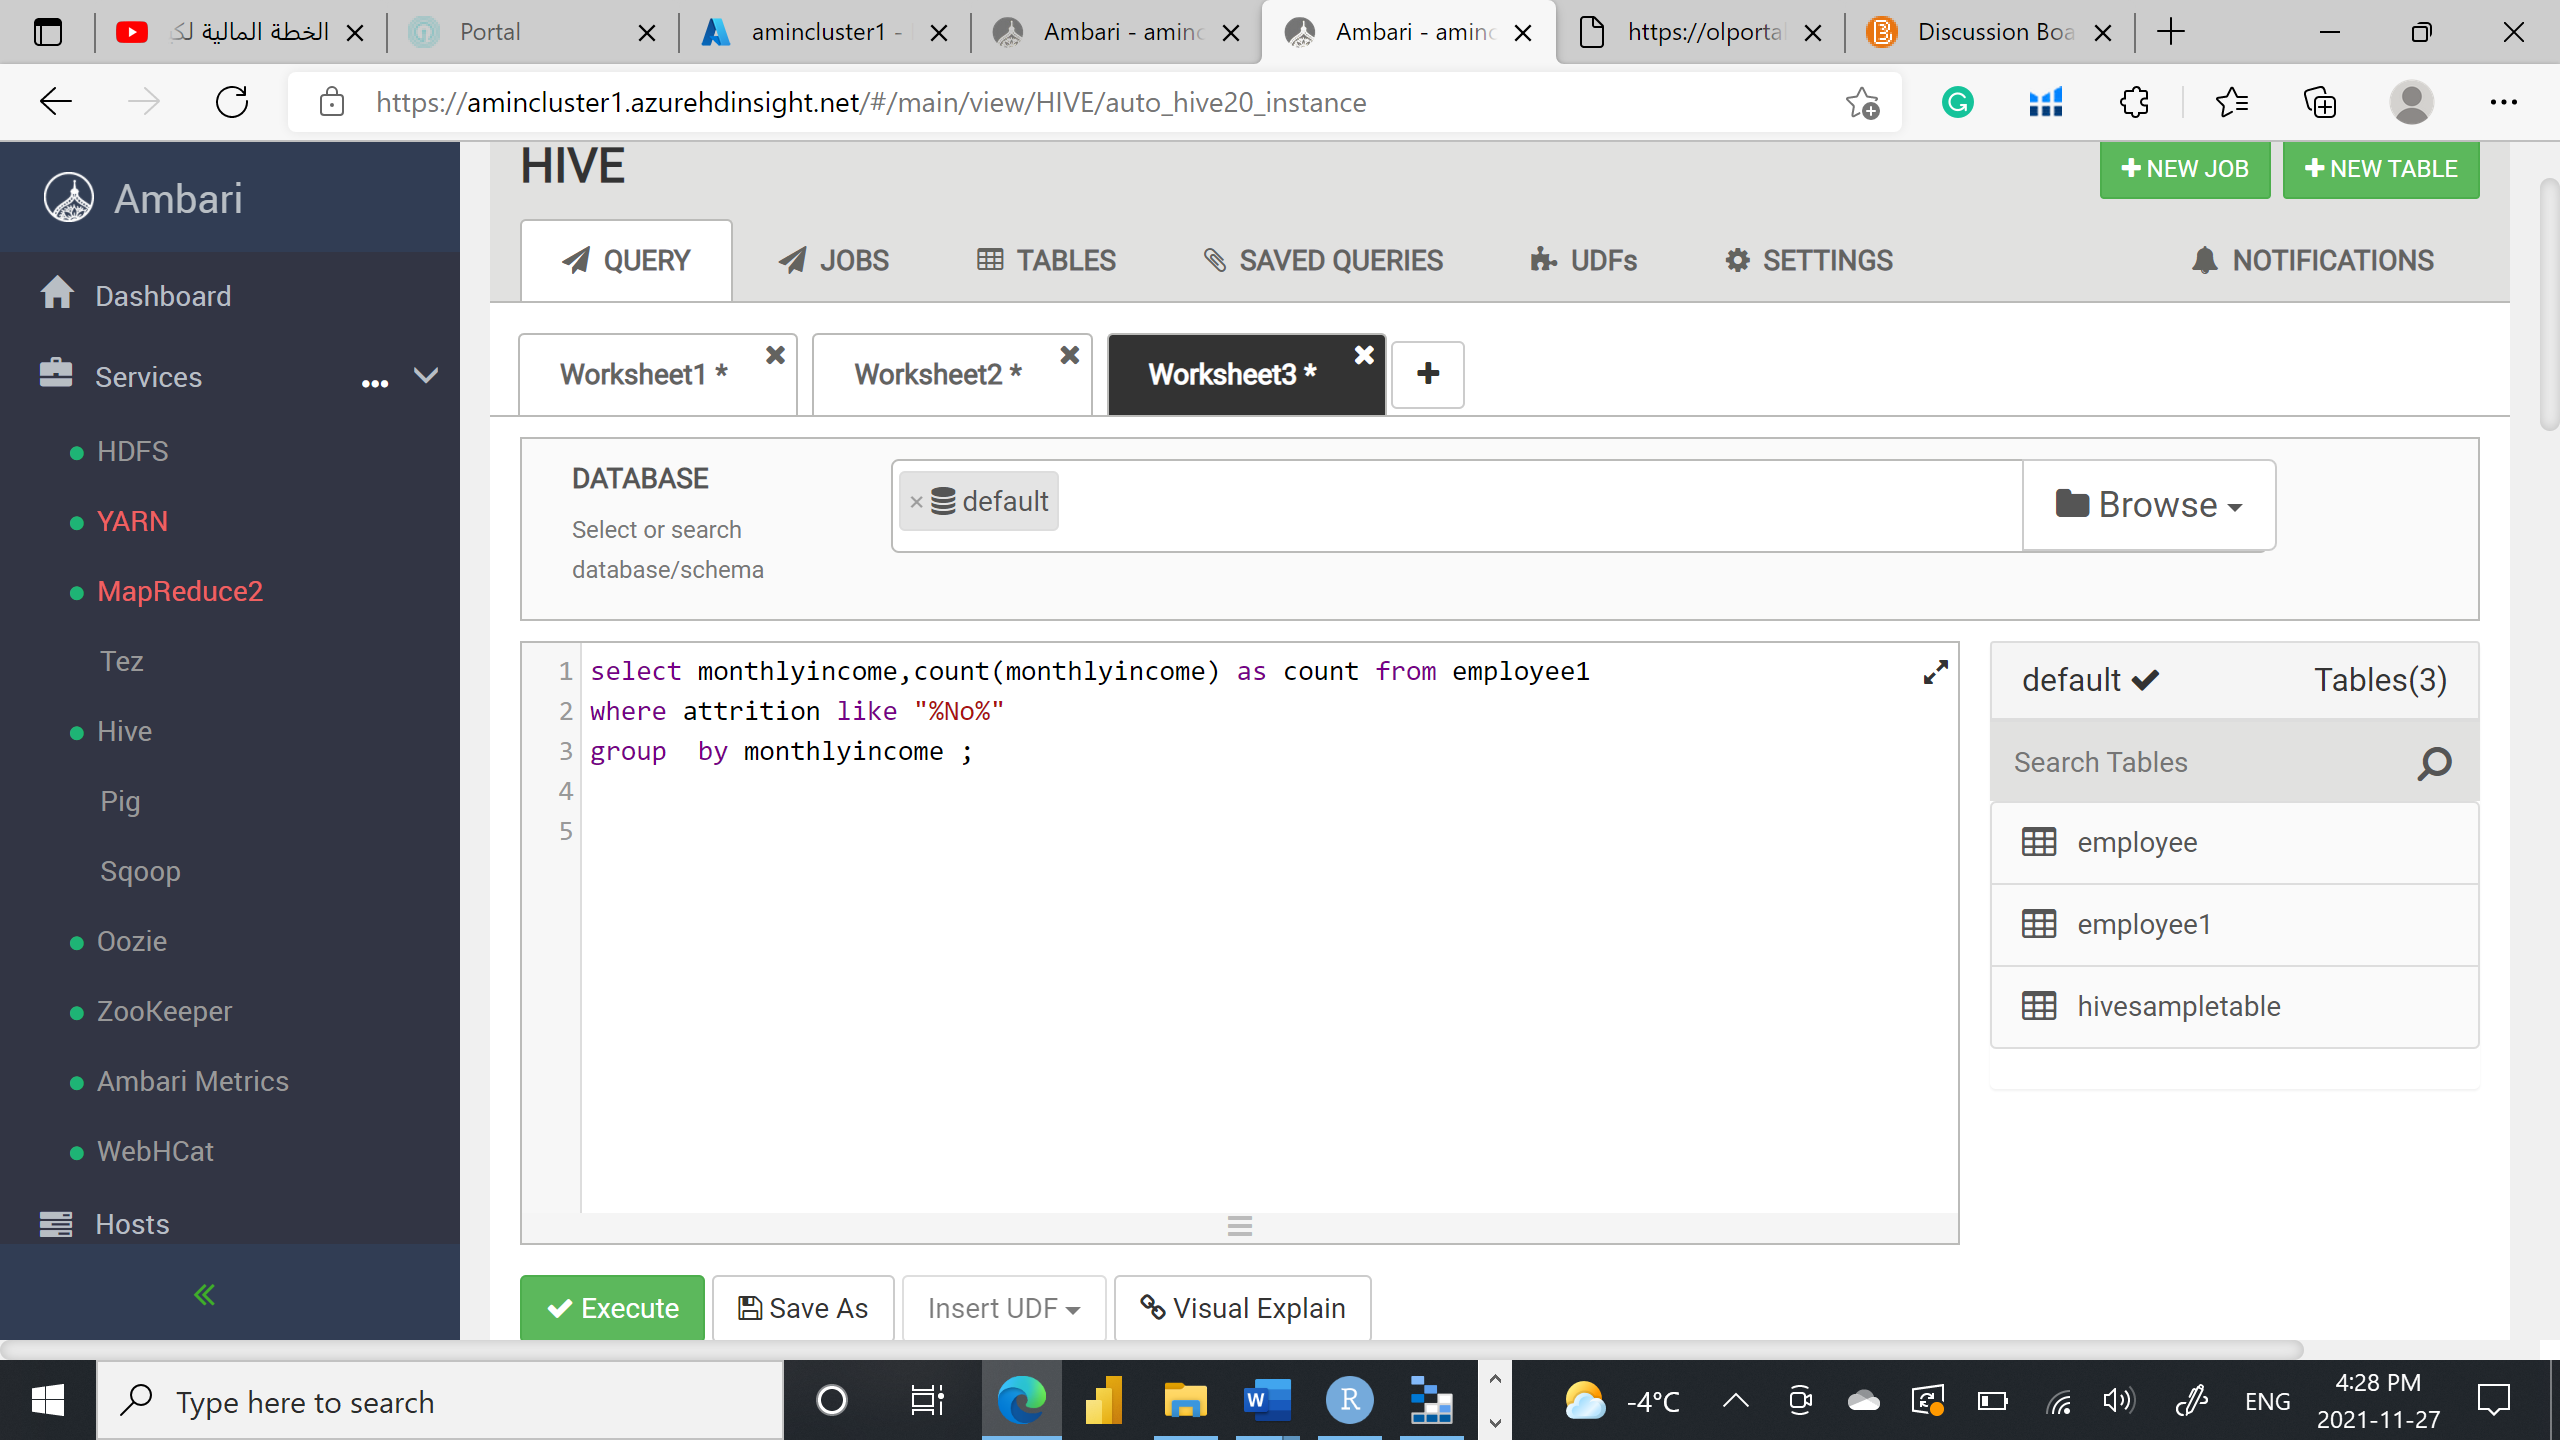 الخطة المالية لكي
Portal
amincluster1 -
Ambari - aminc
Ambari - aminc
https://olportal
Discussion Boa
https://amincluster1.azurehdinsight.net/#/main/view/HIVE/auto_hive20_instance
Ambari
HIVE
NEW JOB
NEW TABLE
QUERY
JOBS
TABLES
SAVED QUERIES
UDFs
SETTINGS
NOTIFICATIONS
Dashboard
Services
HDFS
YARN
MapReduce2
Tez
Hive
Pig
Sqoop
Oozie
ZooKeeper
Ambari Metrics
WebHCat
Hosts
Worksheet1 *
Worksheet2 *
Worksheet3 *
DATABASE
Select or search
database/schema
× default
Browse
1 select monthlyincome,count(monthlyincome) as count from employee1
2 where attrition like "%No%"
3 group  by monthlyincome ;
4
5
default
Tables(3)
Search Tables
employee
employee1
hivesampletable
Execute
Save As
Insert UDF
Visual Explain
Type here to search
-4°C
ENG
4:28 PM
2021-11-27